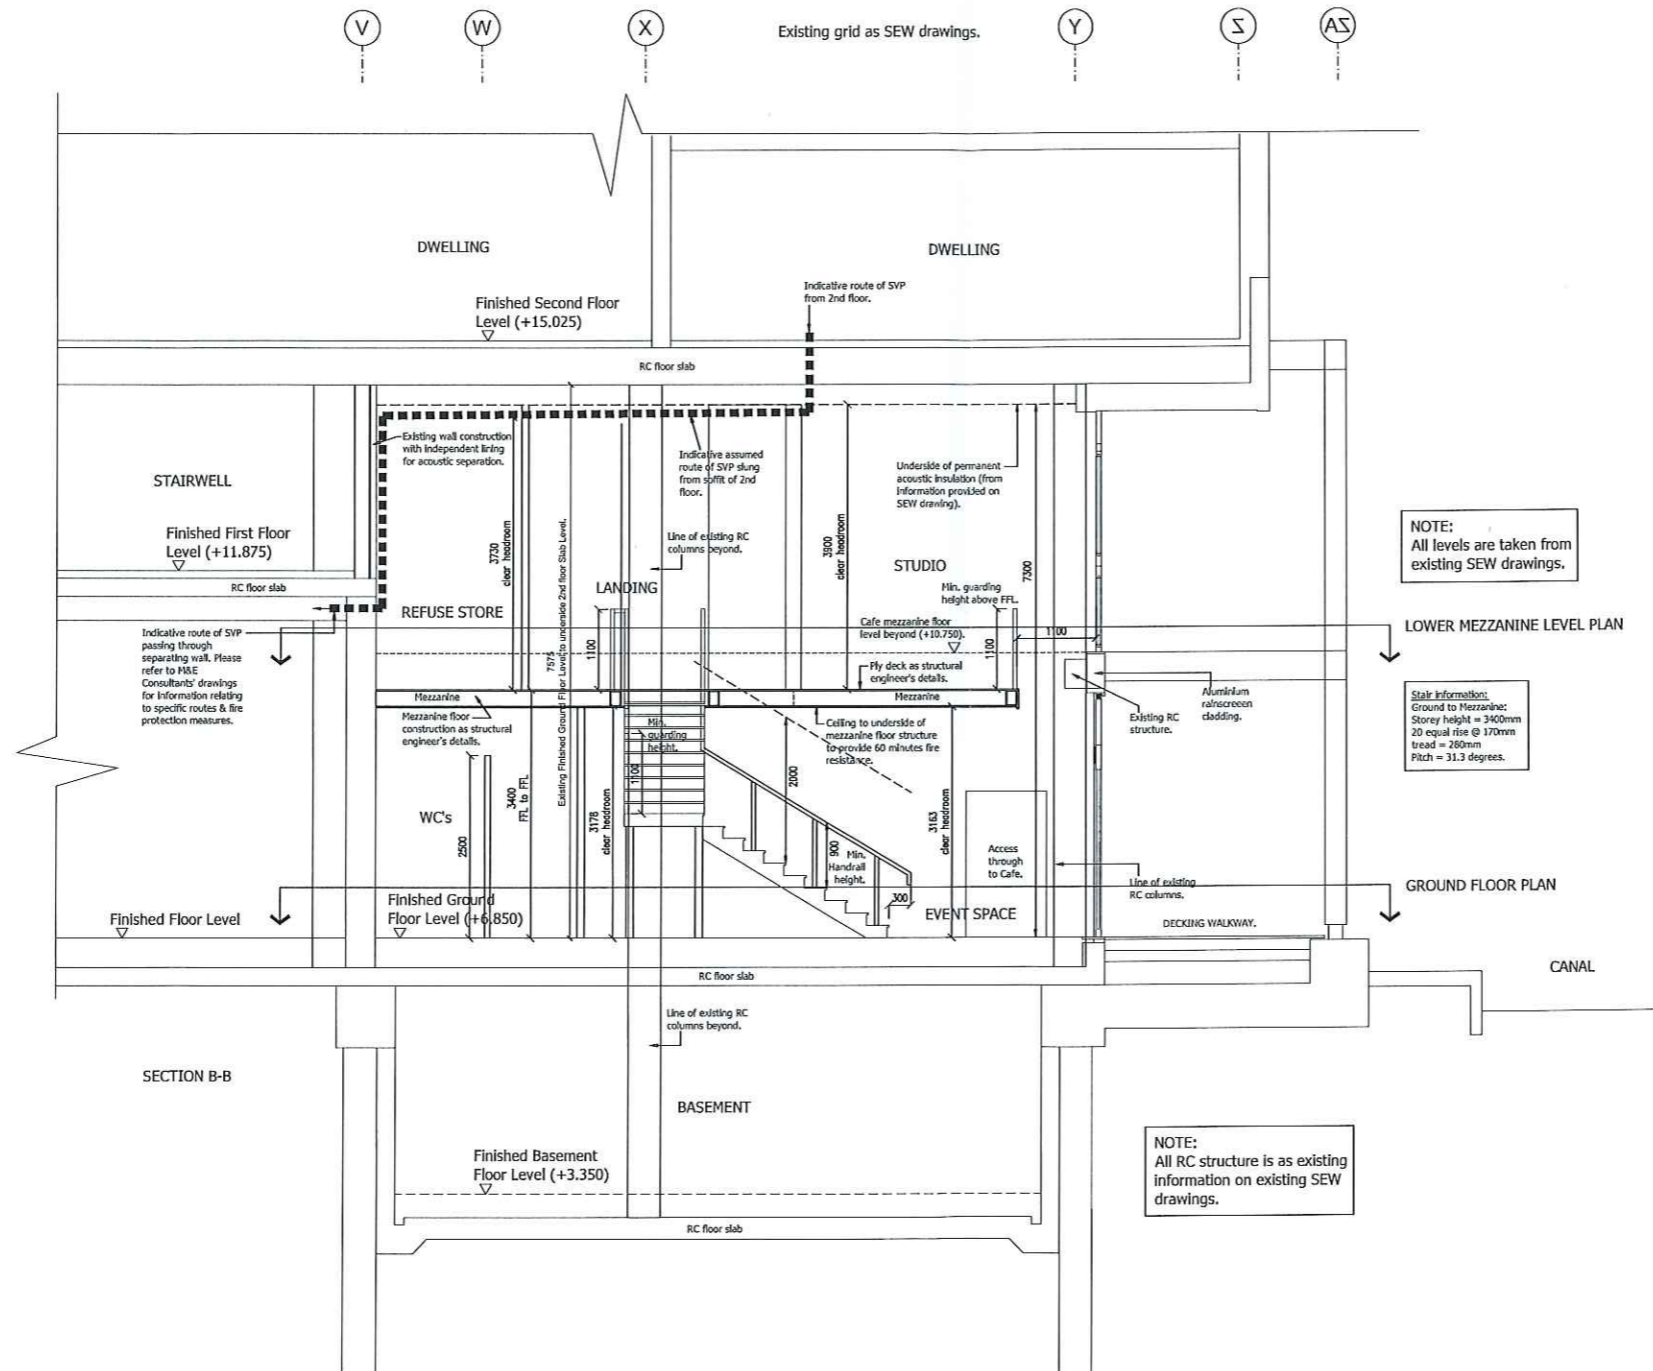 V
W
X
Existing grid as SEW drawings.
Y
Z
AZ
DWELLING
DWELLING
Indicative route of SVP
from 2nd floor.
Finished Second Floor
Level (+15.025)
RC floor slab
Existing wall construction
with independent lining
for acoustic separation.
Indicative assumed
route of SVP slung
from soffit of 2nd
floor.
Underside of permanent
acoustic insulation (from
information provided on
SEW drawing).
STAIRWELL
Finished First Floor
Level (+11.875)
RC floor slab
3730
clear headroom
Existing Finished Ground Floor Level to underside 2nd floor Slab Level.
7575
Line of existing RC
columns beyond.
3900
clear headroom
STUDIO
7300
NOTE:
All levels are taken from
existing SEW drawings.
LANDING
REFUSE STORE
Min. guarding
height above FFL.
Cafe mezzanine floor
level beyond (+10.750).
1100
1100
1100
LOWER MEZZANINE LEVEL PLAN
Indicative route of SVP
passing through
separating wall. Please
refer to M&E
Consultants' drawings
for information relating
to specific routes & fire
protection measures.
Ply deck as structural
engineer's details.
Mezzanine
Mezzanine
Mezzanine floor
construction as structural
engineer's details.
Min.
guarding
height.
1100
Ceiling to underside of
mezzanine floor structure
to provide 60 minutes fire
resistance.
Existing RC
structure.
Aluminium
rainscreeen
cladding.
Stair information:
Ground to Mezzanine:
Storey height = 3400mm
20 equal rise @ 170mm
tread = 280mm
Pitch = 31.3 degrees.
WC's
2500
3400
FFL to FFL
3178
clear headroom
2000
900
Min.
Handrail
height.
3163
clear headroom
300
Access
through
to Cafe.
Line of existing
RC columns.
GROUND FLOOR PLAN
Finished Floor Level
Finished Ground
Floor Level (+6.850)
EVENT SPACE
DECKING WALKWAY.
RC floor slab
CANAL
Line of existing RC
columns beyond.
SECTION B-B
BASEMENT
Finished Basement
Floor Level (+3.350)
RC floor slab
NOTE:
All RC structure is as existing
information on existing SEW
drawings.